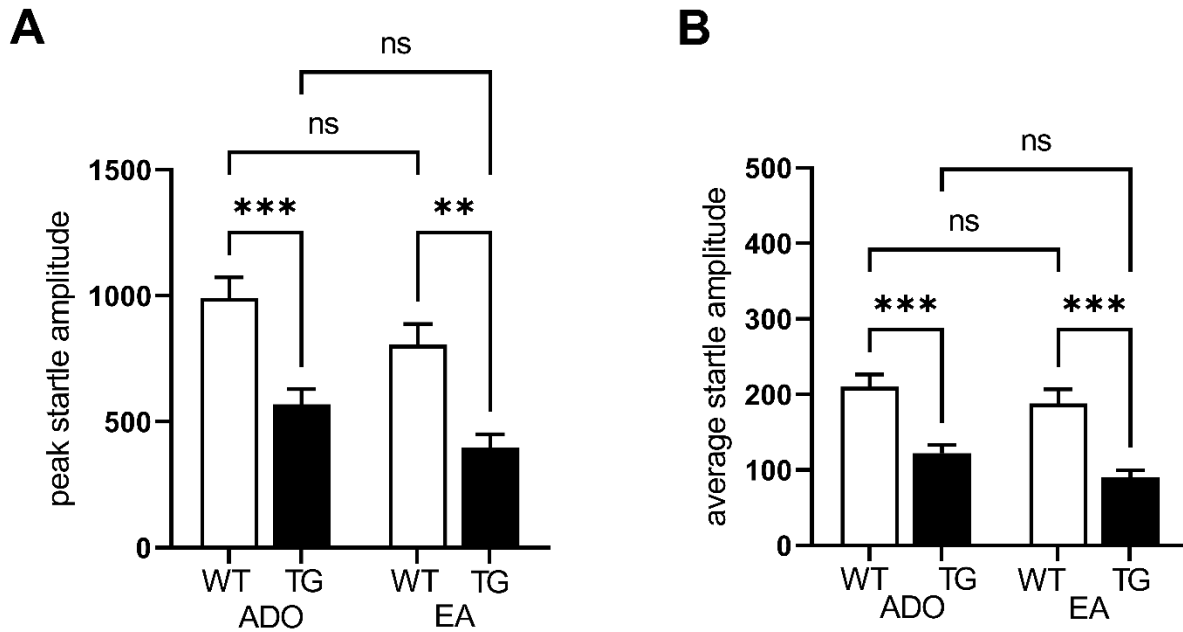 A
ns
ns
*** **
1500
1000
500
0
peak startle amplitude
WT TG WT TG
ADO EA
B
ns
ns
*** ***
500
400
300
200
100
0
average startle amplitude
WT TG WT TG
ADO EA